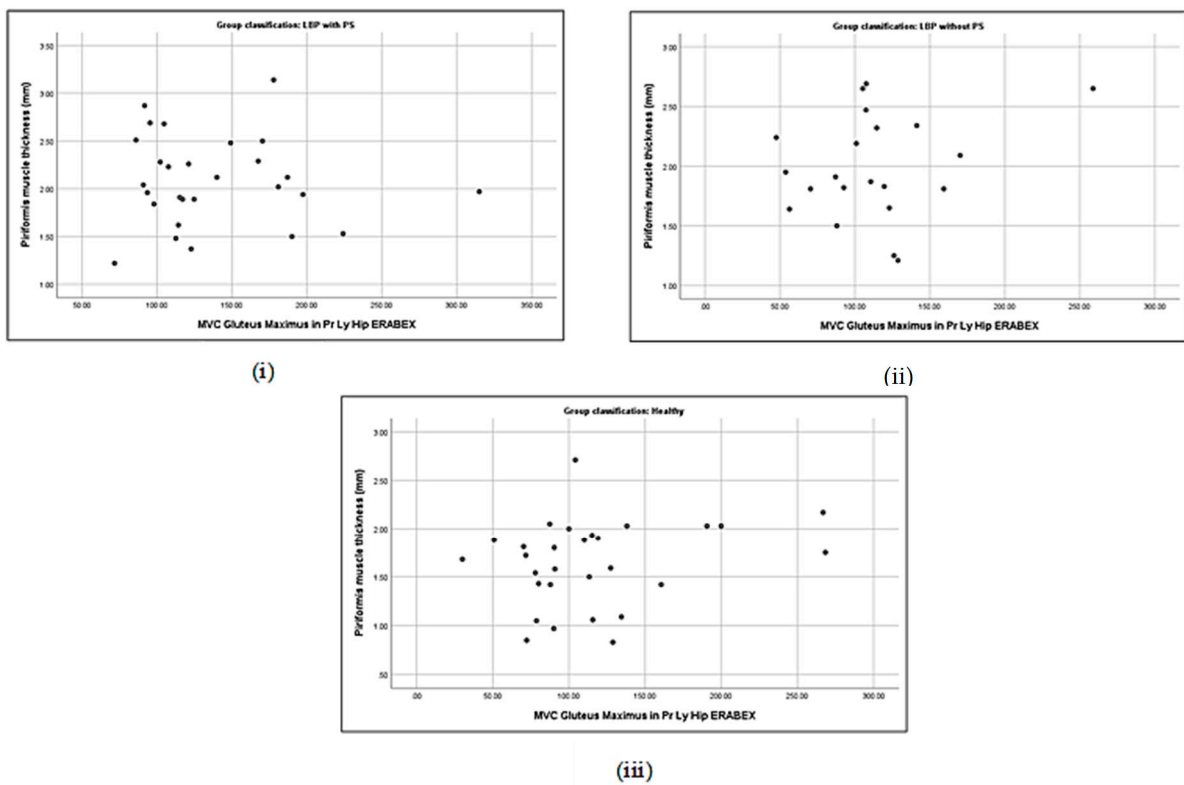 Group classification: LBP with PS
Piriformis muscle thickness (mm)
3.50
3.00
2.50
2.00
1.50
1.00
50.00 100.00 150.00 200.00 250.00 300.00 350.00
MVC Gluteus Maximus in Pr Ly Hip ERABEX
(i)
Group classification: LBP without PS
Piriformis muscle thickness (mm)
3.00
2.50
2.00
1.50
1.00
.00 50.00 100.00 150.00 200.00 250.00 300.00
MVC Gluteus Maximus in Pr Ly Hip ERABEX
(ii)
Group classification: Healthy
Piriformis muscle thickness (mm)
3.00
2.50
2.00
1.50
1.00
.50
.00 50.00 100.00 150.00 200.00 250.00 300.00
MVC Gluteus Maximus in Pr Ly Hip ERABEX
(iii)